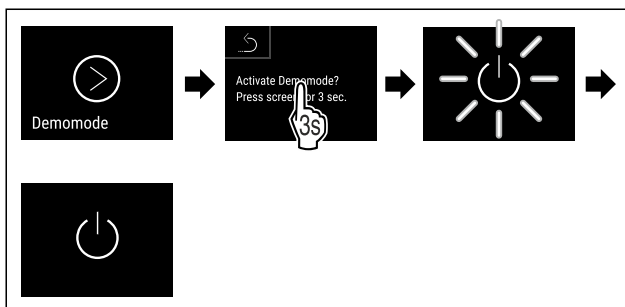 Demomode
Activate Demomode?
Press screen for 3 sec.
3s